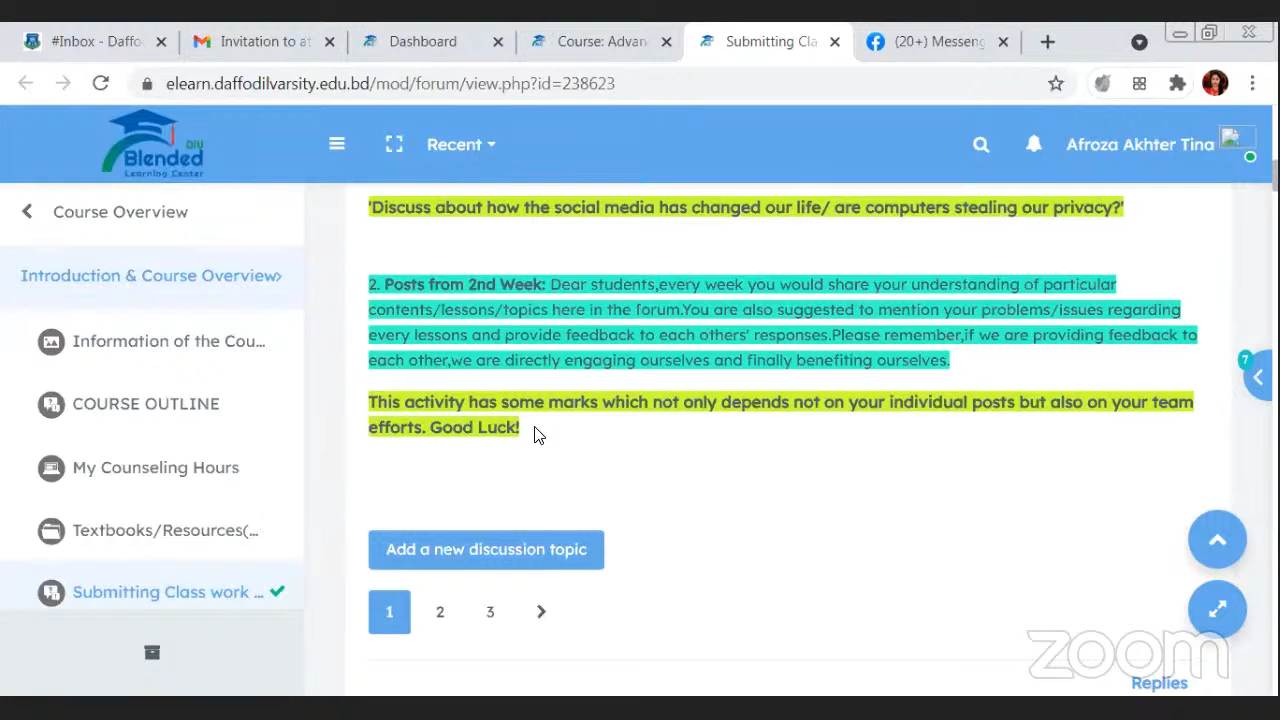 #Inbox - Daffo
Invitation to at
Dashboard
Course: Advan
Submitting Cla
(20+) Messeng
elearn.daffodilvarsity.edu.bd/mod/forum/view.php?id=238623
DIU
Blended
Learning Center
Recent
Afroza Akhter Tina
Course Overview
Introduction & Course Overview
Information of the Cou...
COURSE OUTLINE
My Counseling Hours
Textbooks/Resources(...
Submitting Class work ...
'Discuss about how the social media has changed our life/ are computers stealing our privacy?'
2. Posts from 2nd Week: Dear students,every week you would share your understanding of particular
contents/lessons/topics here in the forum.You are also suggested to mention your problems/issues regarding
every lessons and provide feedback to each others' responses.Please remember,if we are providing feedback to
each other,we are directly engaging ourselves and finally benefiting ourselves.
This activity has some marks which not only depends not on your individual posts but also on your team
efforts. Good Luck!
7
Add a new discussion topic
1 2 3
Replies
zoom